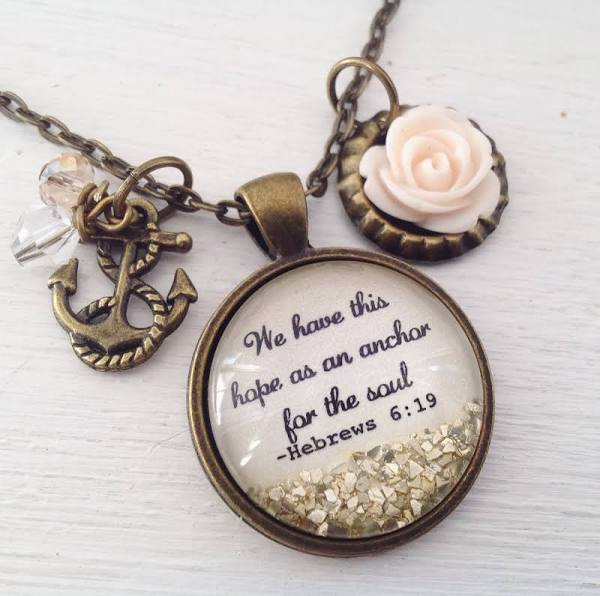 We have this
hope as an anchor
for the soul
-Hebrews 6:19